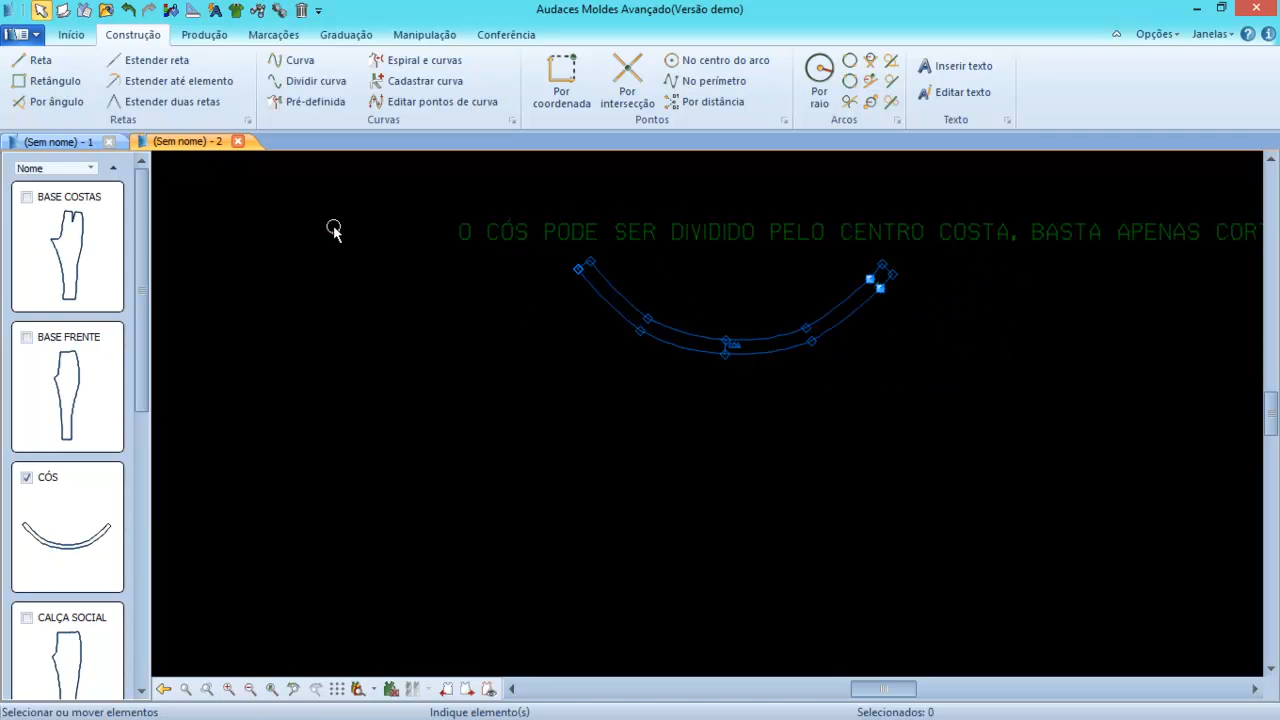 Audaces Moldes Avançado(Versão demo)
Início Construção Produção Marcações Graduação Manipulação Conferência Opções Janelas
Reta Estender reta Curva Espiral e curvas No centro do arco Inserir texto
Retângulo Estender até elemento Dividir curva Cadastrar curva No perímetro Editar texto
Por ângulo Estender duas retas Pré-definida Editar pontos de curva Por coordenada Por intersecção Por distância Por raio
Retas Curvas Pontos Arcos Texto
(Sem nome) - 1 (Sem nome) - 2
Nome
BASE COSTAS
BASE FRENTE
CÓS
CALÇA SOCIAL
O CÓS PODE SER DIVIDIDO PELO CENTRO COSTA, BASTA APENAS COR
Selecionar ou mover elementos Indique elemento(s) Selecionados: 0